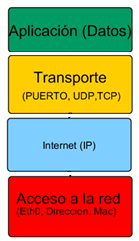 Aplicación (Datos)
Transporte
(PUERTO, UDP,TCP)
Internet (IP)
Acceso a la red
(Eth0, Direccion, Mac)